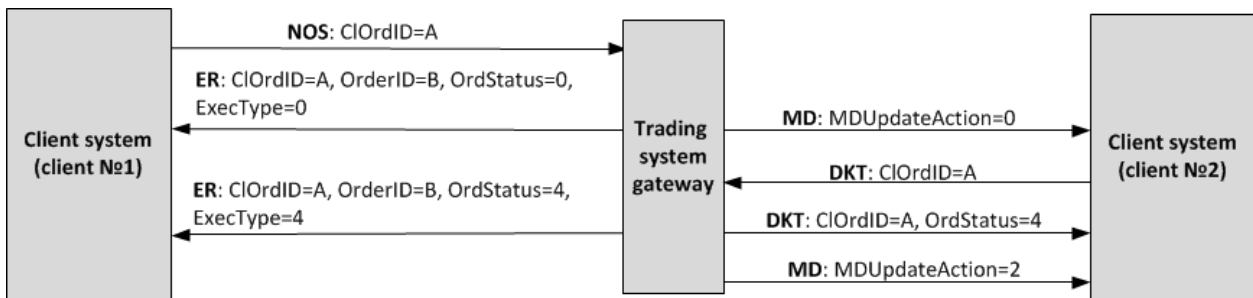 NOS: ClOrdID=A
ER: ClOrdID=A, OrderID=B, OrdStatus=0,
ExecType=0
Client system
(client №1)
Trading
system
gateway
MD: MDUpdateAction=0
Client system
(client №2)
DKT: ClOrdID=A
ER: ClOrdID=A, OrderID=B, OrdStatus=4,
ExecType=4
DKT: ClOrdID=A, OrdStatus=4
MD: MDUpdateAction=2